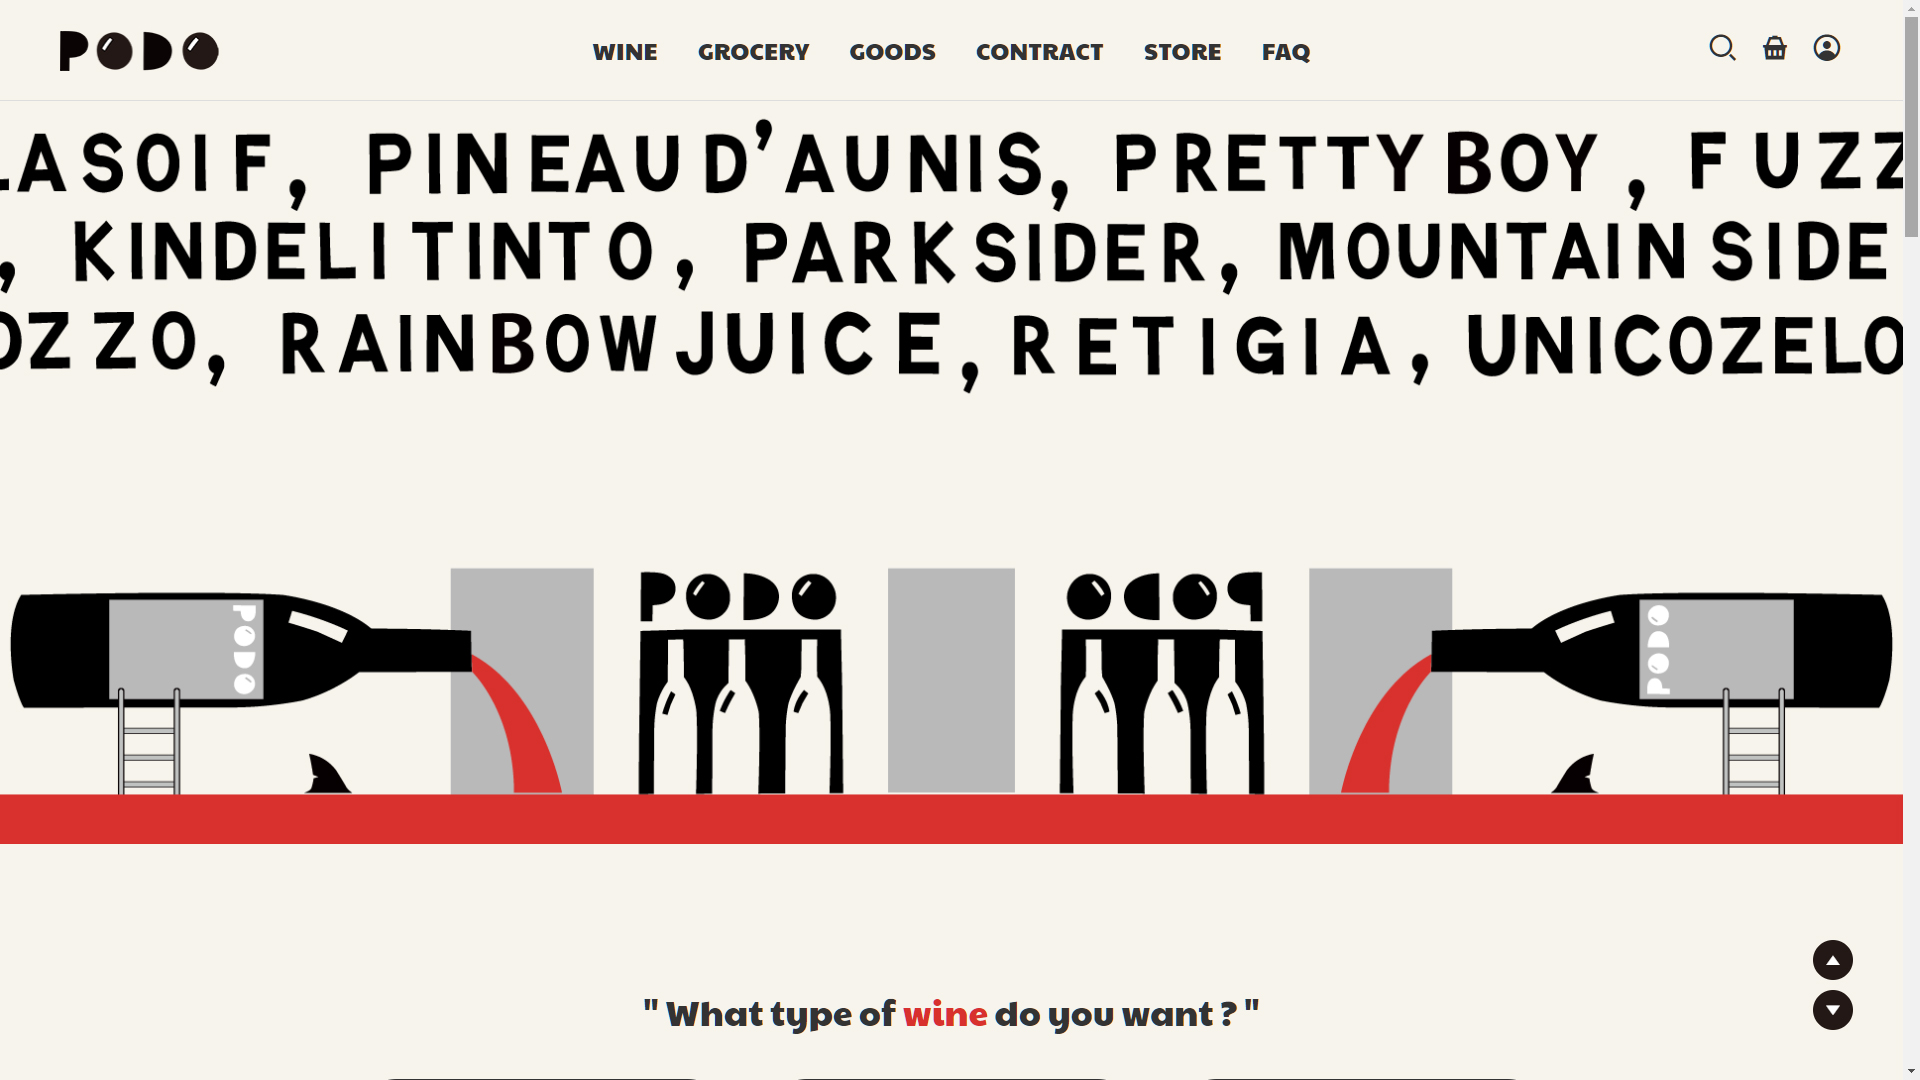 PODO
WINE GROCERY GOODS CONTRACT STORE FAQ
LASOIF, PINEAU D'AUNIS, PRETTY BOY, FUZZ
, KINDELI TINTO, PARKSIDER, MOUNTAIN SIDE
OZZO, RAINBOW JUICE, RETIGIA, UNICOZELO
PODO
PODO
PODO
PODO
" What type of wine do you want ? "